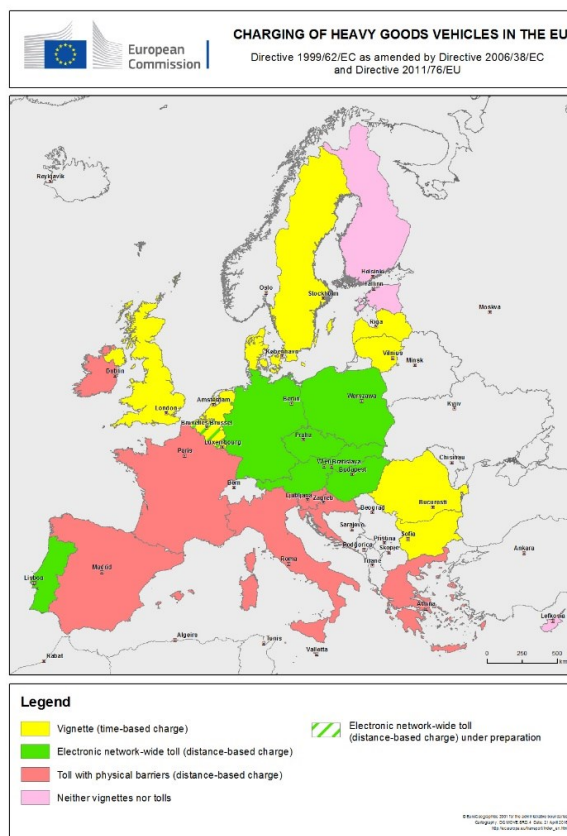 European
Commission
CHARGING OF HEAVY GOODS VEHICLES IN THE EU
Directive 1999/62/EC as amended by Directive 2006/38/EC
and Directive 2011/76/EU
Reykjavik
Helsinki
Tallinn
Oslo
Stockholm
Moskva
Riga
København
Vilnius
Minsk
Dublin
Amsterdam
Berlin
Warszawa
London
Bruxelles/Brussel
Kyiv
Praha
Luxembourg
Paris
Wien
Bratislava
Budapest
Chisinau
Bern
Ljubljana
Zagreb
Beograd
Bucuresti
Sarajevo
Pristina
Sofia
Podgorica
Skopje
Roma
Tirane
Ankara
Madrid
Lisboa
Athina
Lefkosia
Algiers
Tunis
Rabat
Valletta
0 250 500
km
Legend
Vignette (time-based charge)
Electronic network-wide toll
(distance-based charge) under preparation
Electronic network-wide toll (distance-based charge)
Toll with physical barriers (distance-based charge)
Neither vignettes nor tolls